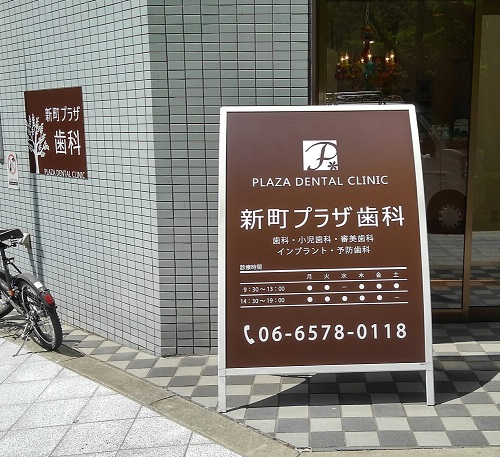 新町プラザ
歯科
PLAZA DENTAL CLINIC
P
PLAZA DENTAL CLINIC
新町プラザ歯科
歯科・小児歯科・審美歯科
インプラント・予防歯科
診療時間
月 火 水 木 金 土
9:30〜13:00 ● ● － ● ● ●
14:30〜19:00 ● ● ● ● ● －
06-6578-0118